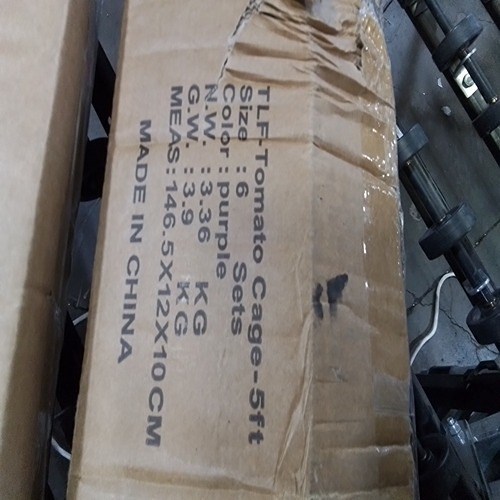 TLF-Tomato Cage-5ft
Size : 6 Sets
Color : purple
N.W. : 3.36 KG
G.W. : 3.9 KG
MEAS : 146.5X12X10CM
MADE IN CHINA